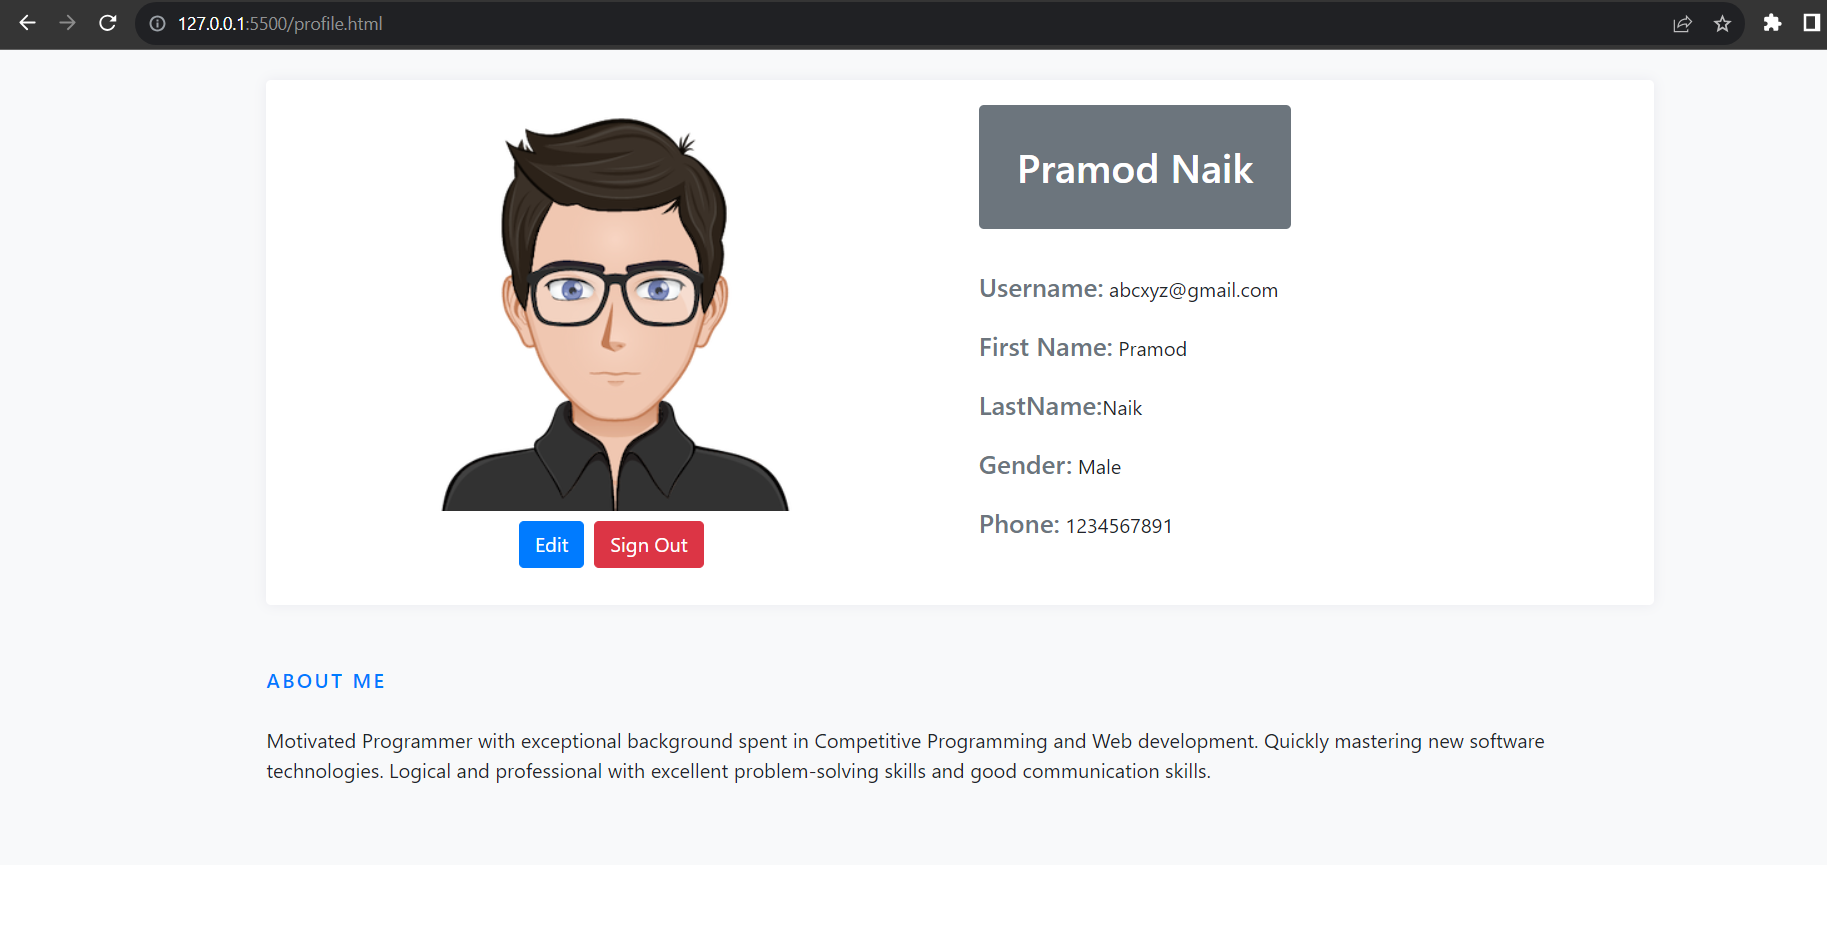 127.0.0.1:5500/profile.html
Pramod Naik
Username: abcxyz@gmail.com
First Name: Pramod
LastName:Naik
Gender: Male
Phone: 1234567891
Edit
Sign Out
ABOUT ME
Motivated Programmer with exceptional background spent in Competitive Programming and Web development. Quickly mastering new software
technologies. Logical and professional with excellent problem-solving skills and good communication skills.